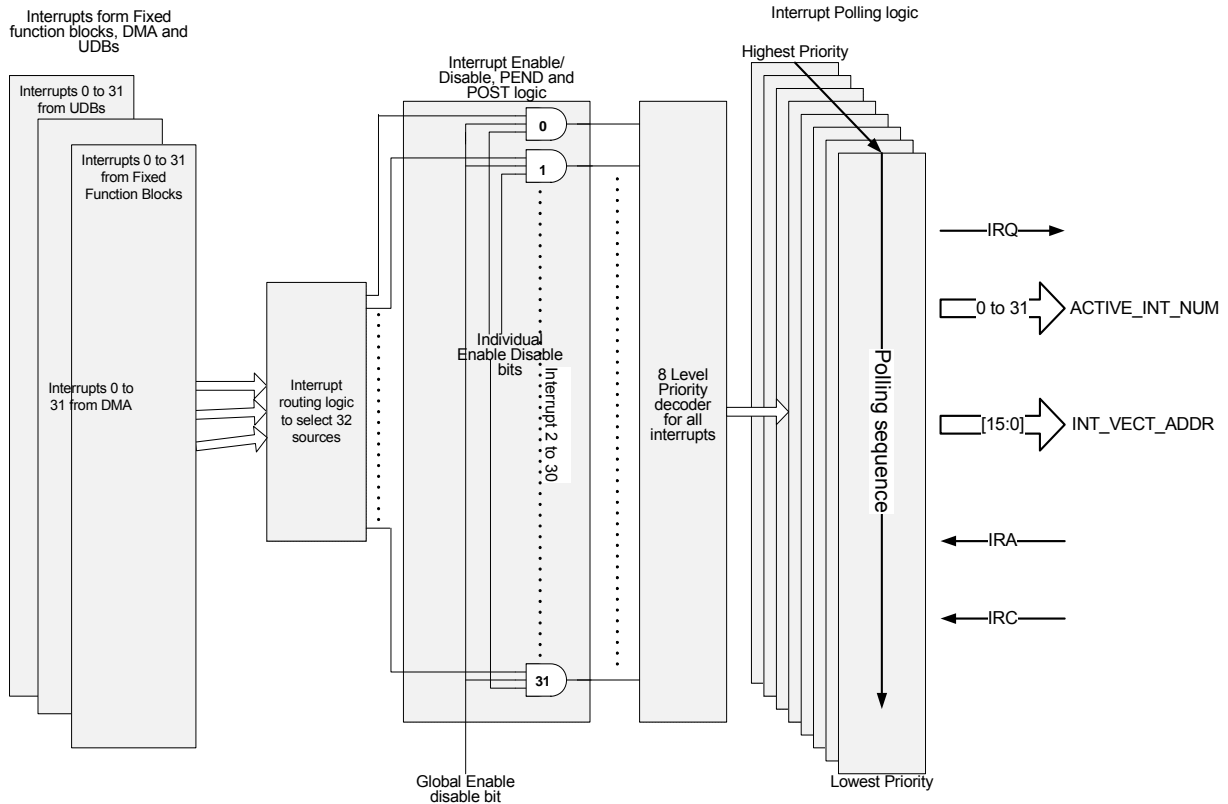 Interrupts form Fixed
function blocks, DMA and
UDBs
Interrupts 0 to 31
from UDBs
Interrupts 0 to 31
from Fixed
Function Blocks
Interrupts 0 to
31 from DMA
Interrupt
routing logic
to select 32
sources
Interrupt Enable/
Disable, PEND and
POST logic
0
1
Individual
Enable Disable
bits
Interrupt 2 to 30
31
Global Enable
disable bit
8 Level
Priority
decoder
for all
interrupts
Interrupt Polling logic
Highest Priority
Polling sequence
Lowest Priority
IRQ
0 to 31
ACTIVE_INT_NUM
[15:0]
INT_VECT_ADDR
IRA
IRC